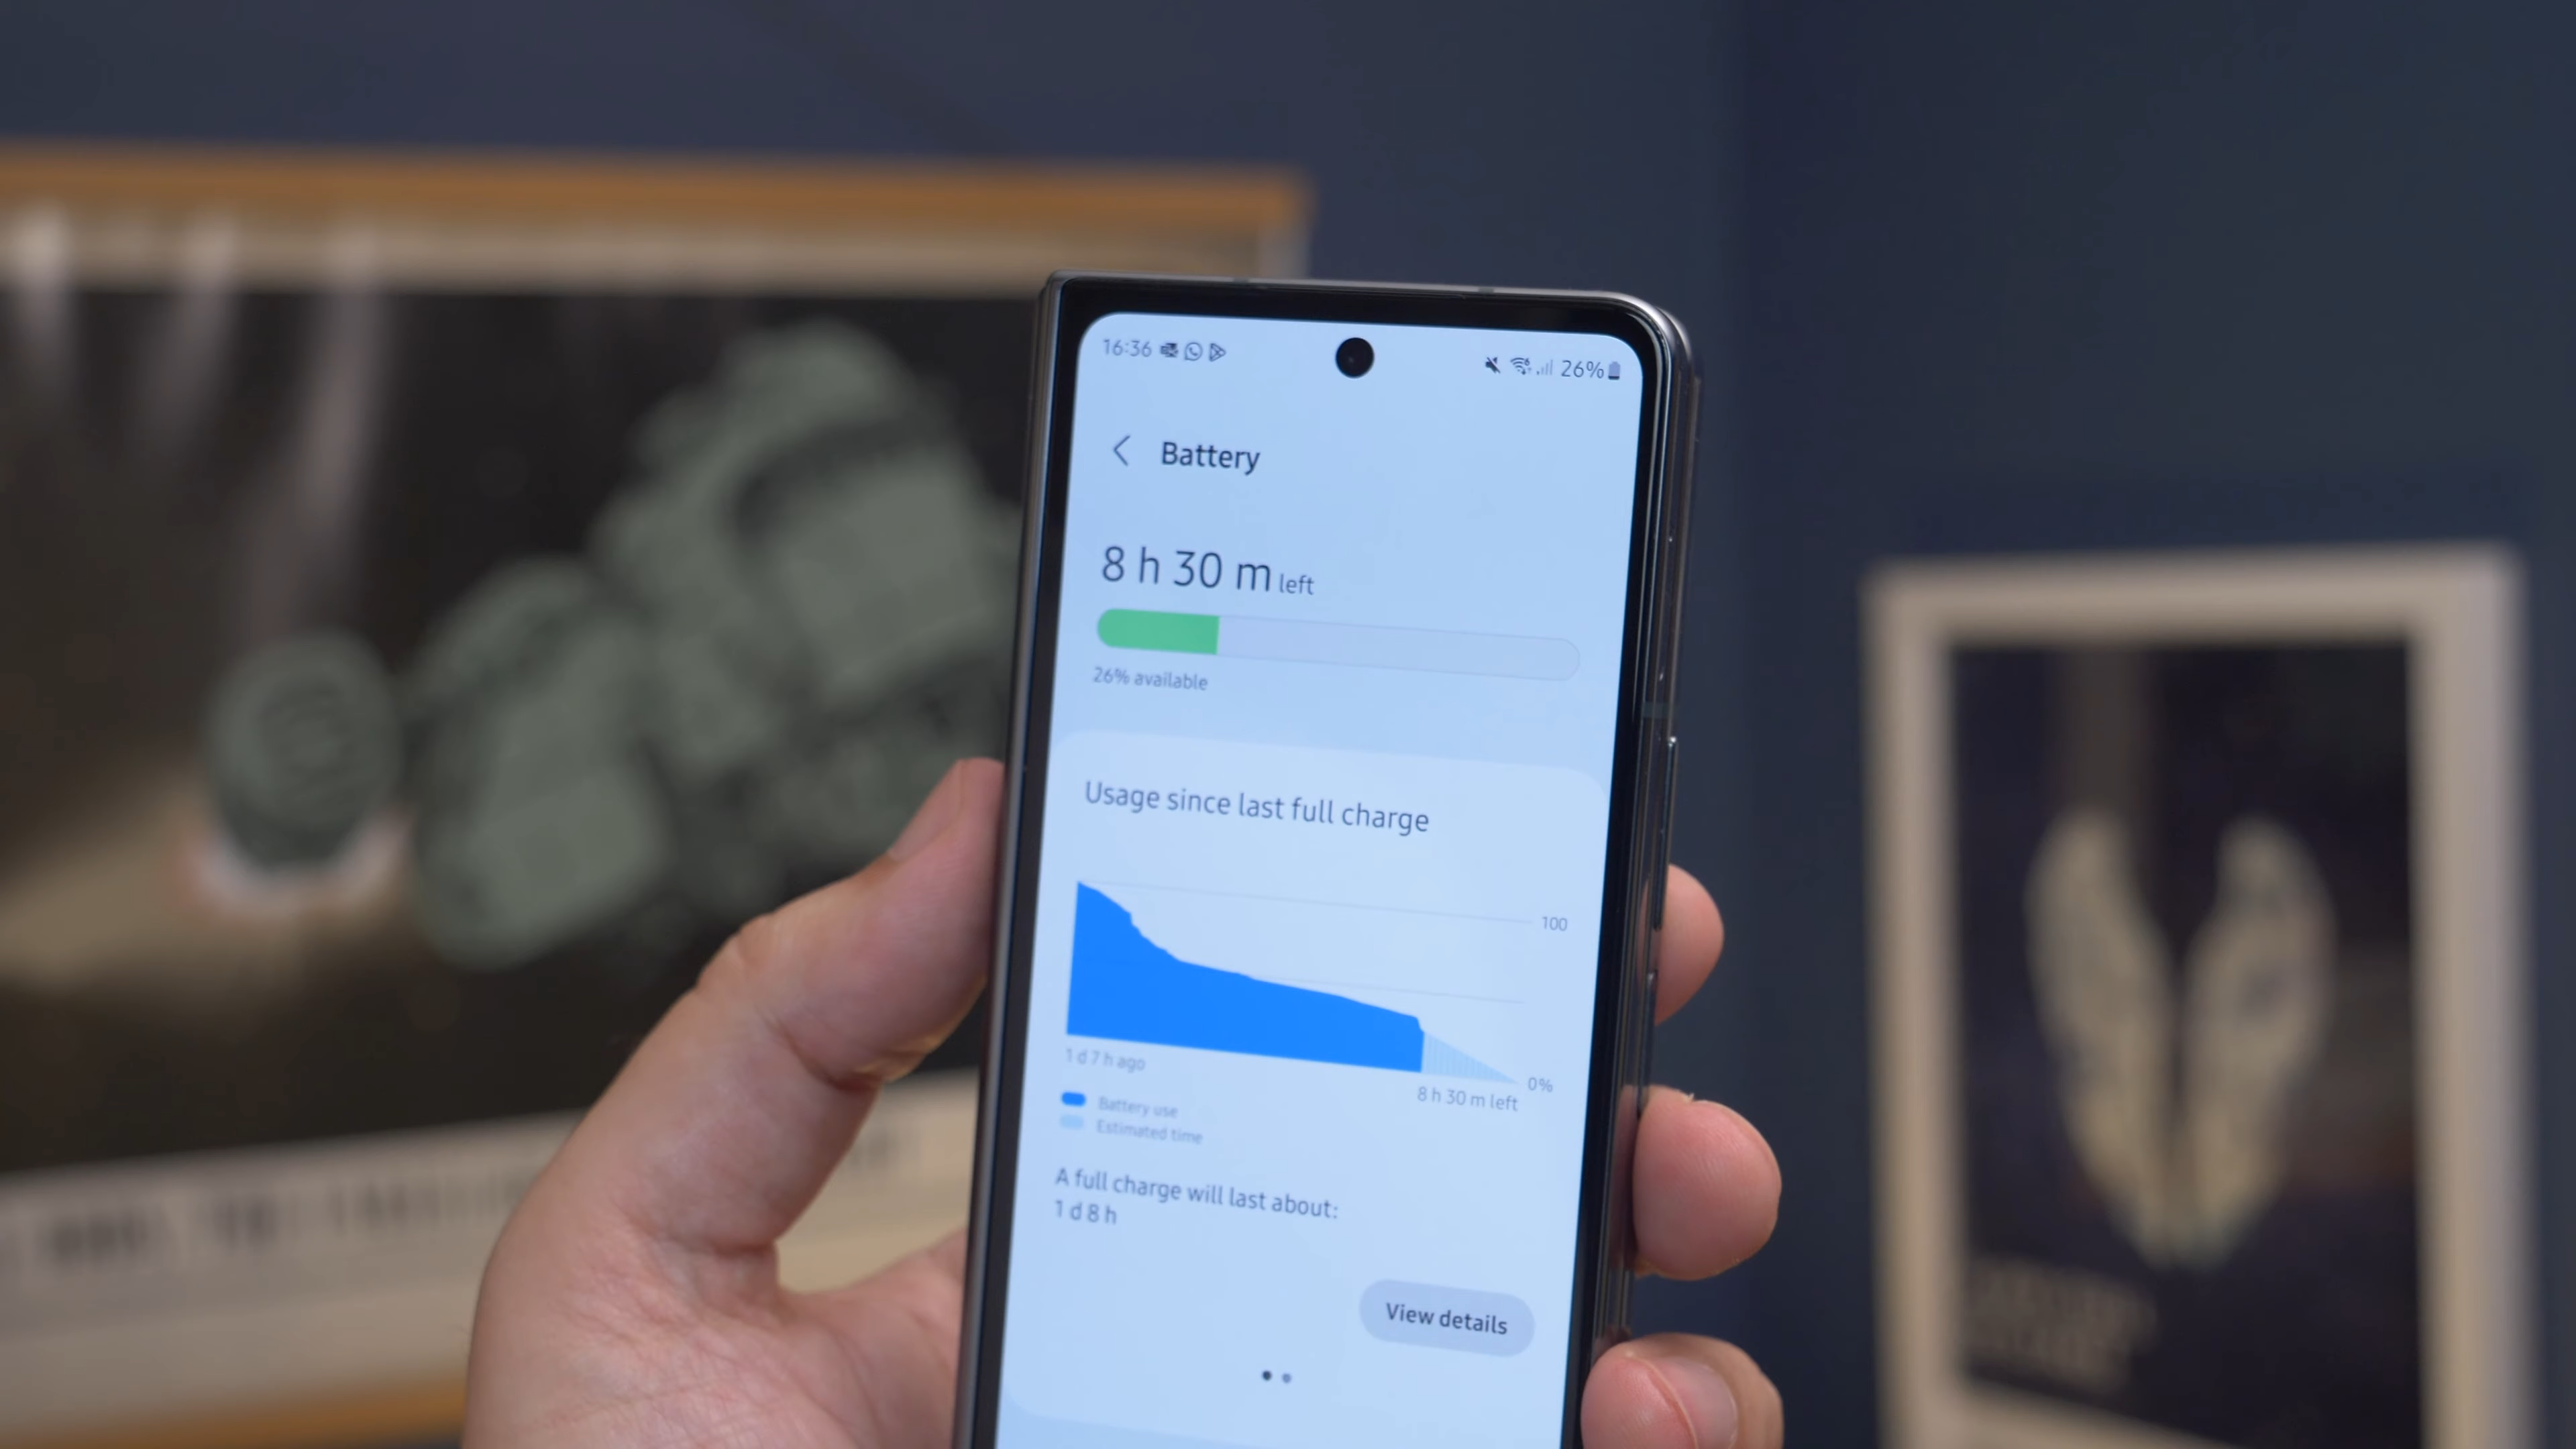 16:36
26%
Battery
8 h 30 m left
26% available
Usage since last full charge
100
0%
1 d 7 h ago
8 h 30 m left
Battery use
Estimated time
A full charge will last about:
1 d 8 h
View details